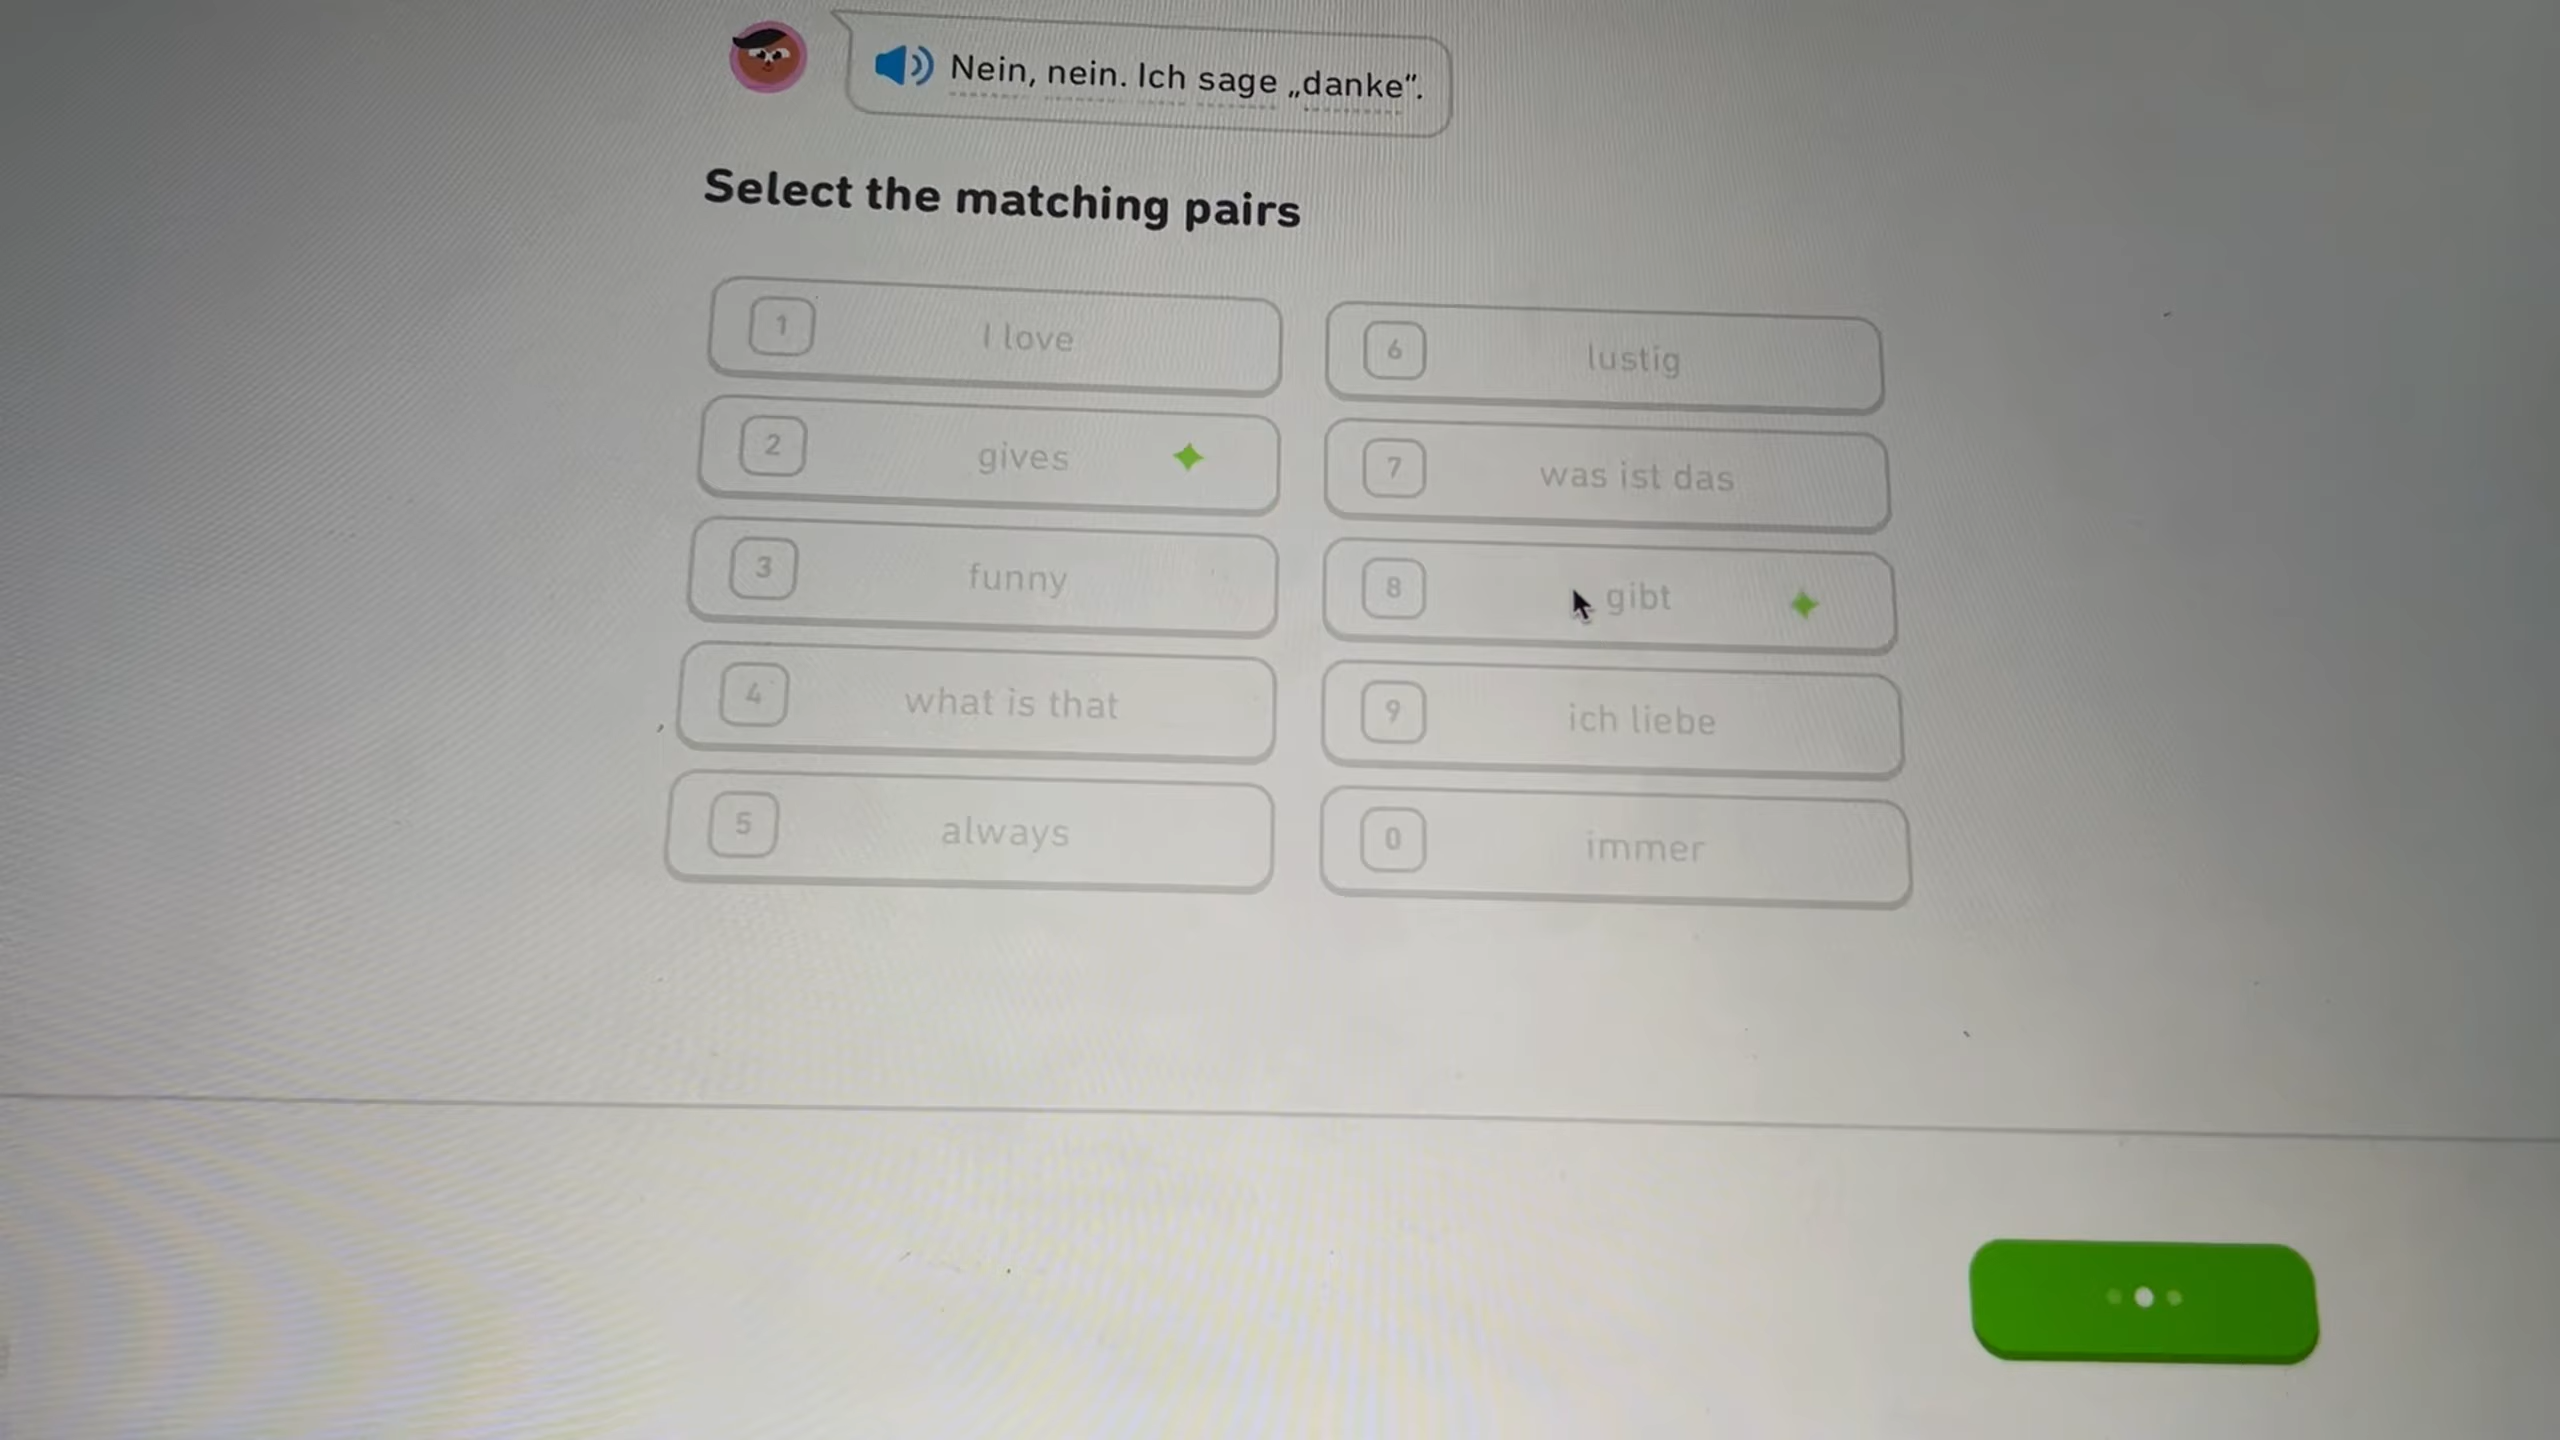 Nein, nein. Ich sage „danke“.
Select the matching pairs
1 I love
6 lustig
2 gives
7 was ist das
3 funny
8 gibt
4 what is that
9 ich liebe
5 always
0 immer